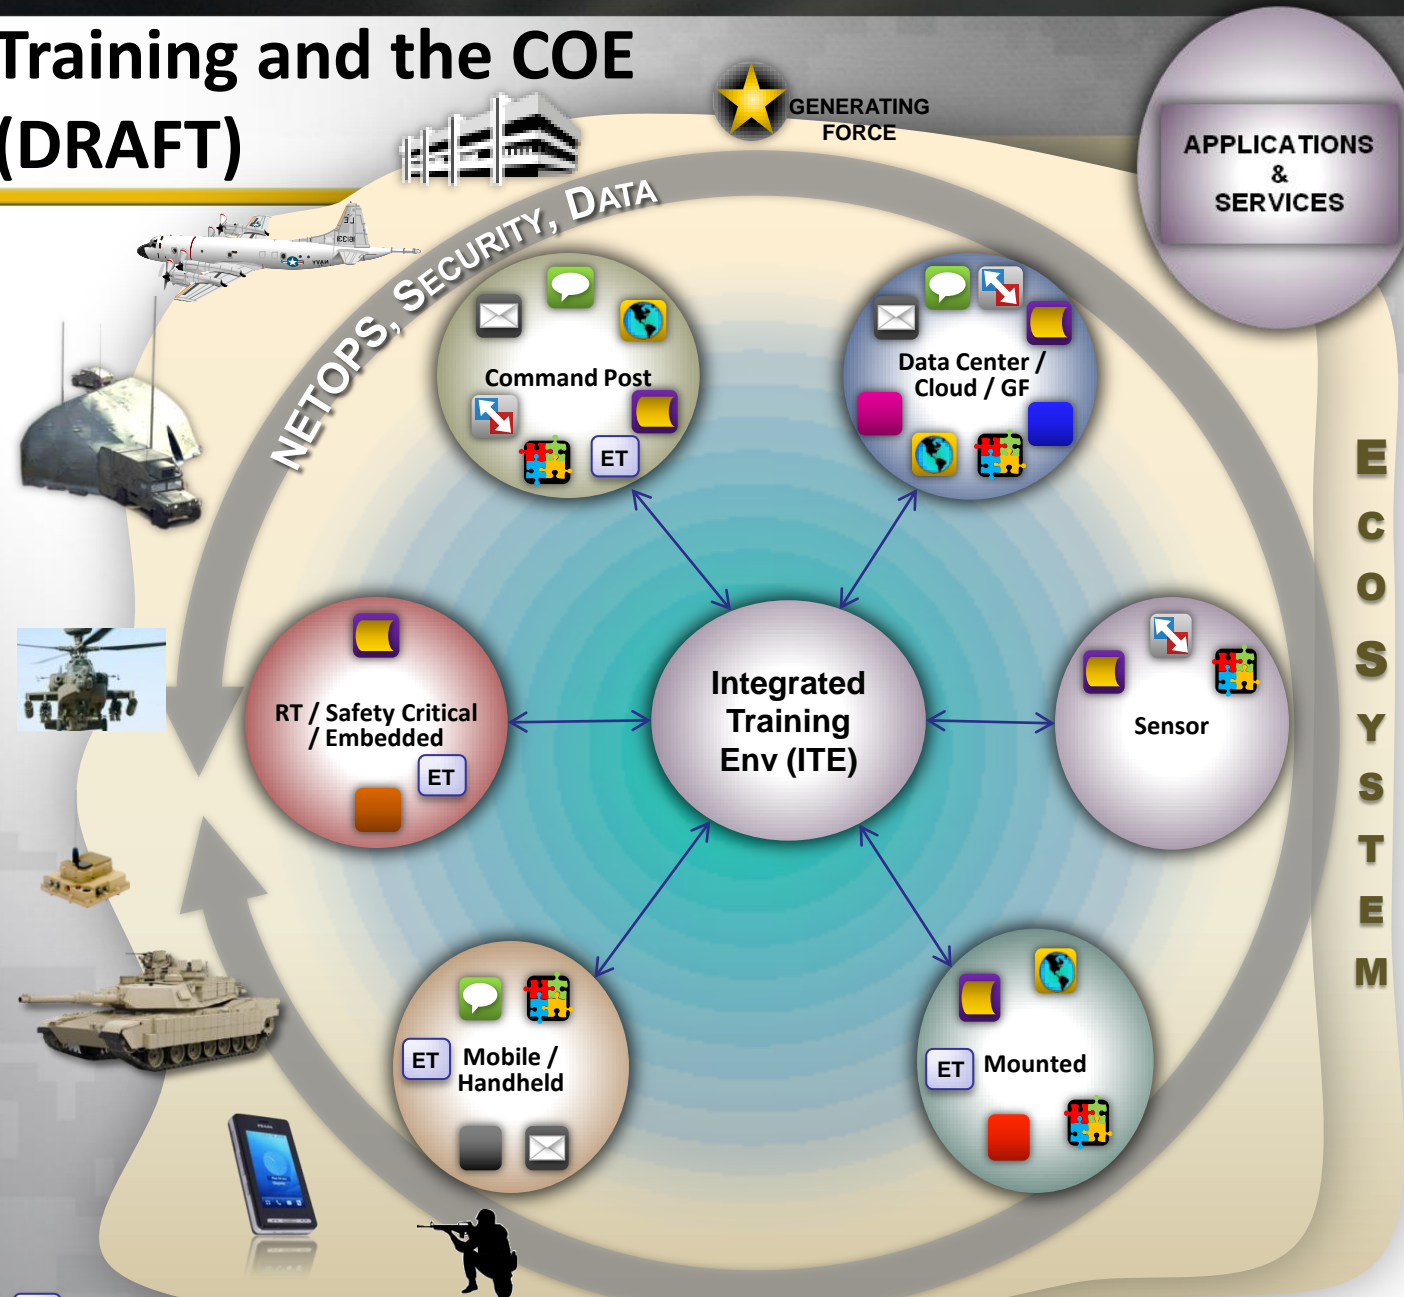 Training and the COE
(DRAFT)
GENERATING
FORCE
APPLICATIONS
&
SERVICES
NETOPS, SECURITY, DATA
Command Post
ET
Data Center /
Cloud / GF
RT / Safety Critical
/ Embedded
ET
Integrated
Training
Env (ITE)
Sensor
ECOSYSTEM
ET
Mobile /
Handheld
ET
Mounted